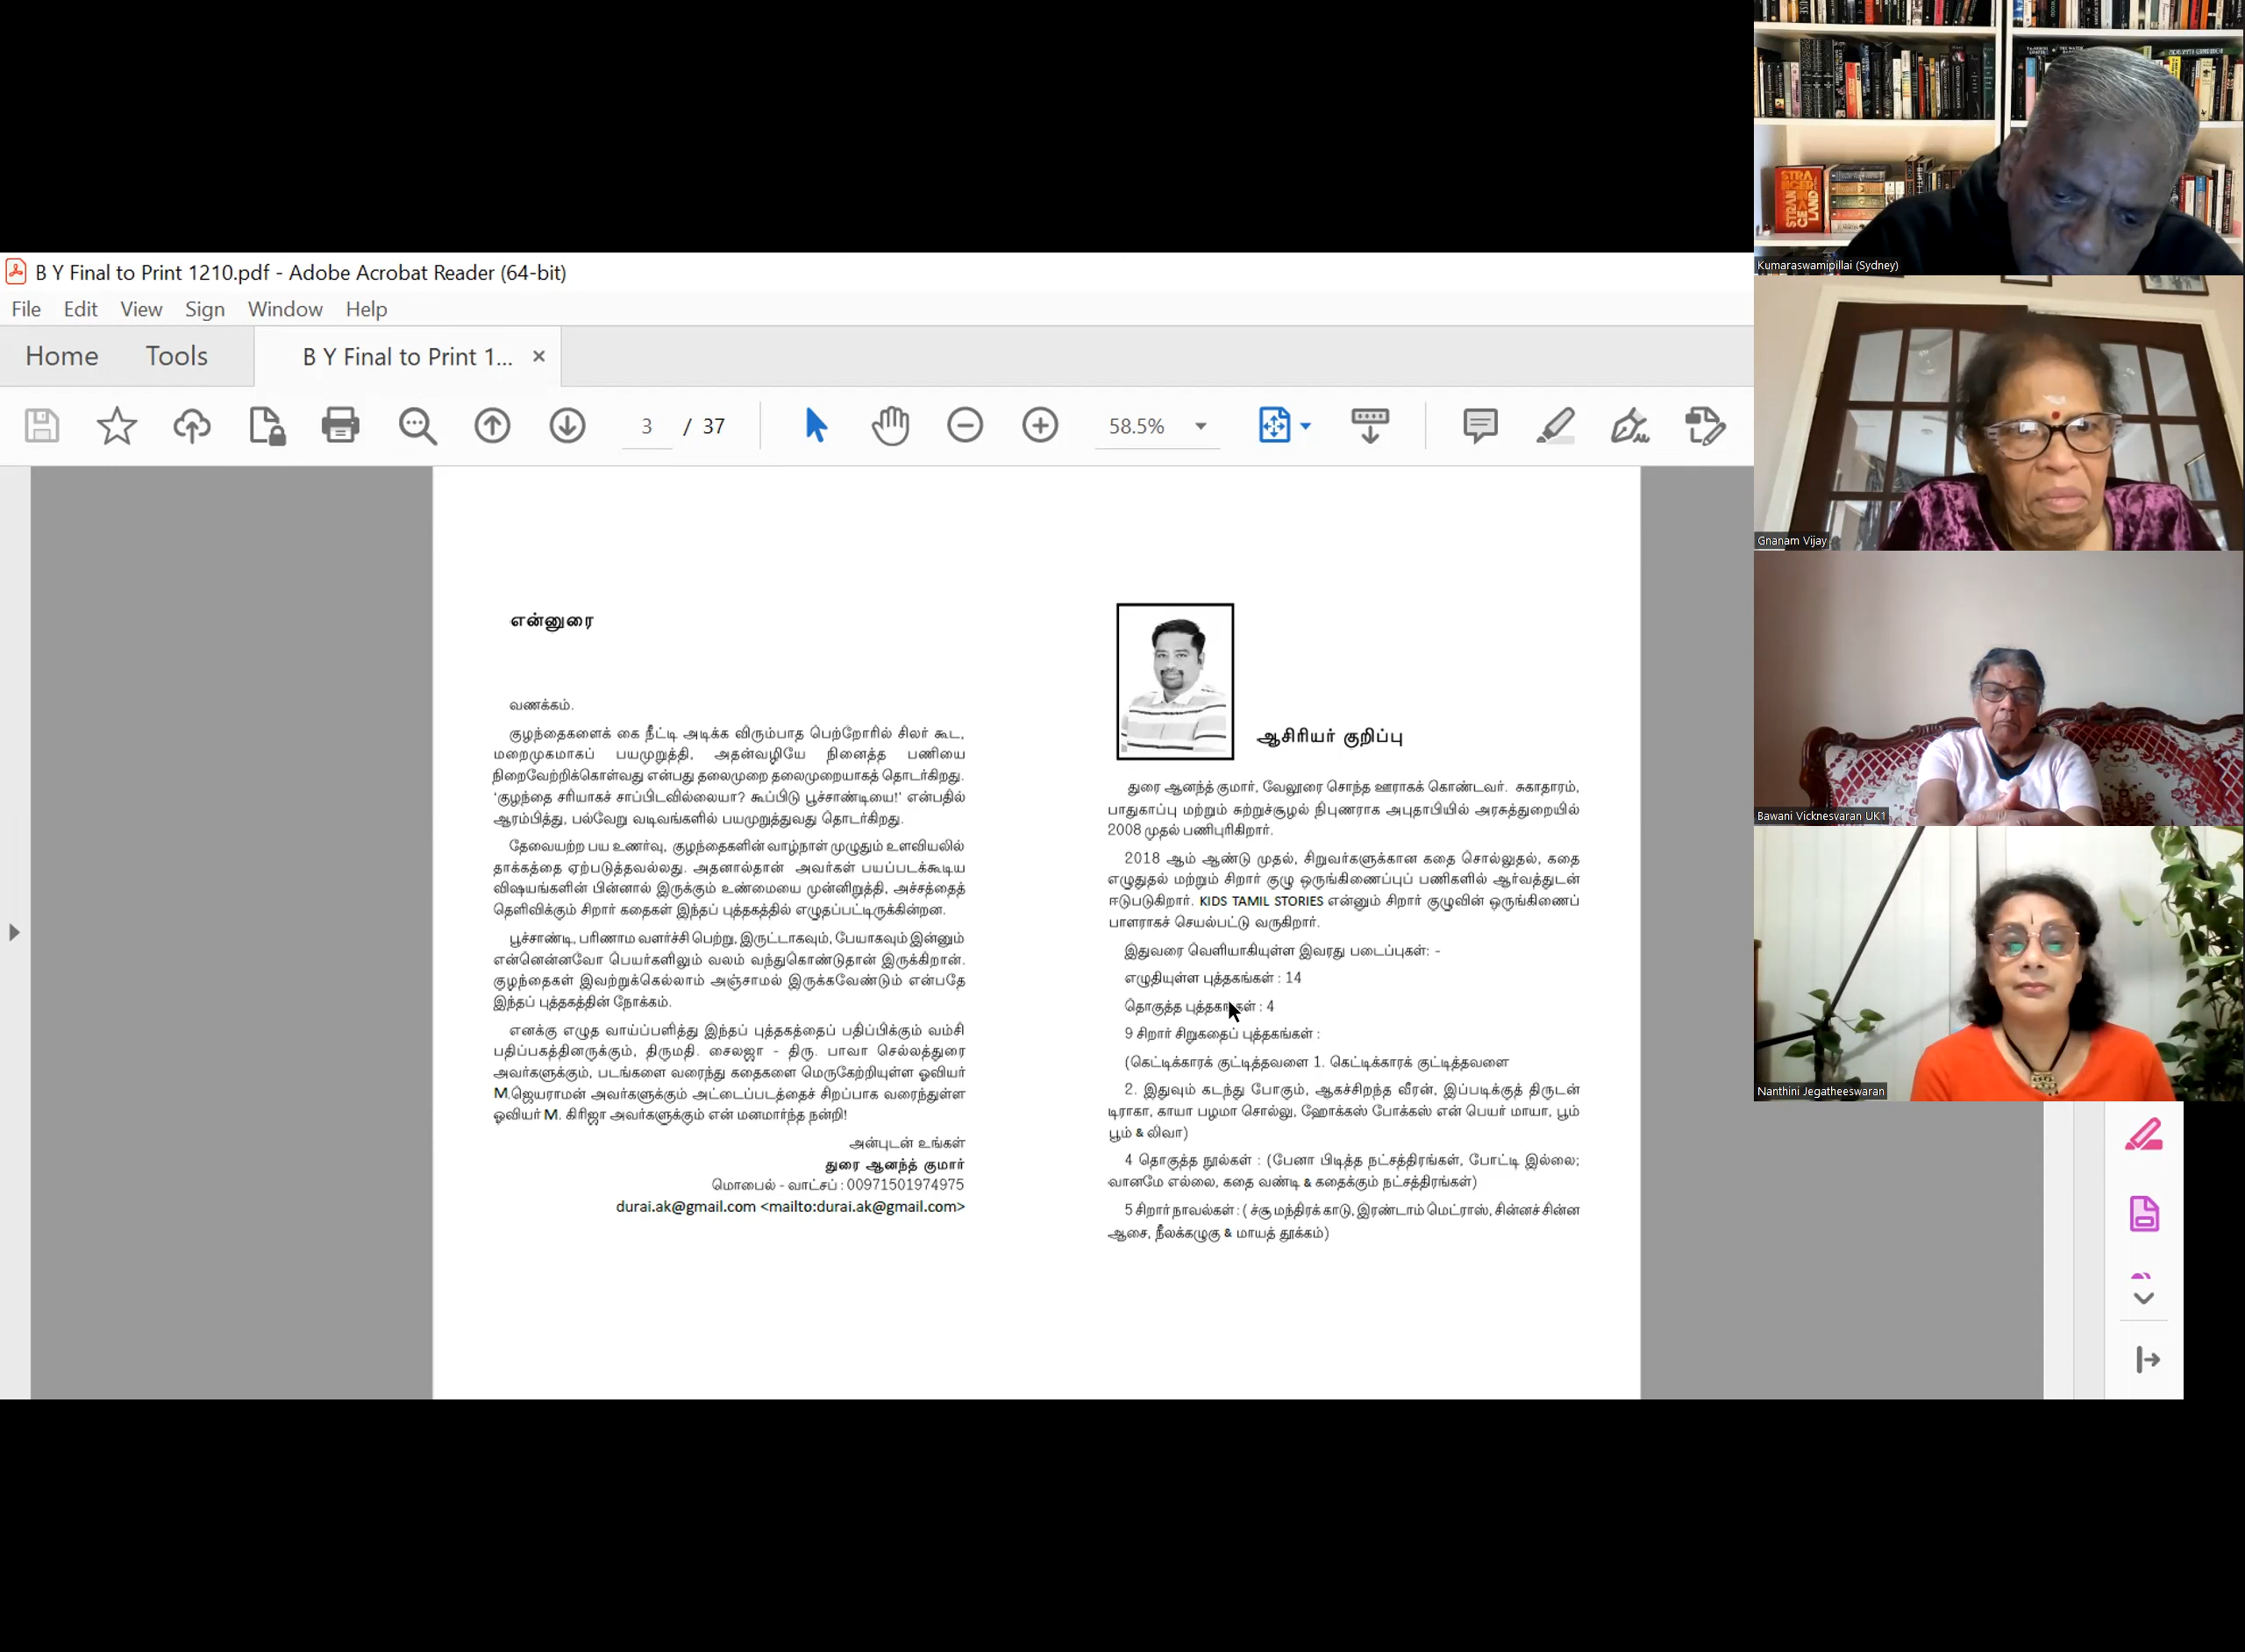 B Y Final to Print 1210.pdf - Adobe Acrobat Reader (64-bit)
File Edit View Sign Window Help
Home Tools B Y Final to Print 1... ×
3 / 37 58.5%
என்னுரை
வணக்கம்.
குழந்தைகளைக் கை நீட்டி அடிக்க விரும்பாத பெற்றோரில் சிலர் கூட,
மறைமுகமாகப் பயமுறுத்தி, அதன்வழியே நினைத்த பணியை
நிறைவேற்றிக்கொள்வது என்பது தலைமுறை தலைமுறையாகத் தொடர்கிறது.
'குழந்தை சரியாகச் சாப்பிடவில்லையா? கூப்பிடு பூச்சாண்டியை!' என்பதில்
ஆரம்பித்து, பல்வேறு வடிவங்களில் பயமுறுத்துவது தொடர்கிறது.
தேவையற்ற பய உணர்வு, குழந்தைகளின் வாழ்நாள் முழுதும் உளவியலில்
தாக்கத்தை ஏற்படுத்தவல்லது. அதனால்தான் அவர்கள் பயப்படக்கூடிய
விஷயங்களின் பின்னால் இருக்கும் உண்மையை முன்னிறுத்தி, அச்சத்தைத்
தெளிவிக்கும் சிறார் கதைகள் இந்தப் புத்தகத்தில் எழுதப்பட்டிருக்கின்றன.
பூச்சாண்டி, பரிணாம வளர்ச்சி பெற்று, இருட்டாகவும், பேயாகவும் இன்னும்
என்னென்னவோ பெயர்களிலும் வலம் வந்துகொண்டுதான் இருக்கிறான்.
குழந்தைகள் இவற்றுக்கெல்லாம் அஞ்சாமல் இருக்கவேண்டும் என்பதே
இந்தப் புத்தகத்தின் நோக்கம்.
எனக்கு எழுத வாய்ப்பளித்து இந்தப் புத்தகத்தைப் பதிப்பிக்கும் வம்சி
பதிப்பகத்தினருக்கும், திருமதி. சைலஜா - திரு. பாவா செல்லத்துரை
அவர்களுக்கும், படங்களை வரைந்து கதைகளை மெருகேற்றியுள்ள ஓவியர்
M.ஜெயராமன் அவர்களுக்கும் அட்டைப்படத்தைச் சிறப்பாக வரைந்துள்ள
ஓவியர் M. கிரிஜா அவர்களுக்கும் என் மனமார்ந்த நன்றி!
அன்புடன் உங்கள்
துரை ஆனந்த் குமார்
மொபைல் - வாட்சப் : 00971501974975
durai.ak@gmail.com <mailto:durai.ak@gmail.com>
ஆசிரியர் குறிப்பு
துரை ஆனந்த் குமார், வேலூரை சொந்த ஊராகக் கொண்டவர். சுகாதாரம்,
பாதுகாப்பு மற்றும் சுற்றுச்சூழல் நிபுணராக அபுதாபியில் அரசுத்துறையில்
2008 முதல் பணிபுரிகிறார்.
2018 ஆம் ஆண்டு முதல், சிறுவர்களுக்கான கதை சொல்லுதல், கதை
எழுதுதல் மற்றும் சிறார் குழு ஒருங்கிணைப்புப் பணிகளில் ஆர்வத்துடன்
ஈடுபடுகிறார். KIDS TAMIL STORIES என்னும் சிறார் குழுவின் ஒருங்கிணைப்
பாளராகச் செயல்பட்டு வருகிறார்.
இதுவரை வெளியாகியுள்ள இவரது படைப்புகள்: -
எழுதியுள்ள புத்தகங்கள் : 14
தொகுத்த புத்தகங்கள் : 4
9 சிறார் சிறுகதைப் புத்தகங்கள் :
(கெட்டிக்காரக் குட்டித்தவளை 1. கெட்டிக்காரக் குட்டித்தவளை
2. இதுவும் கடந்து போகும், ஆகச்சிறந்த வீரன், இப்படிக்குத் திருடன்
டிராகா, காயா பழமா சொல்லு, ஹோக்கஸ் போக்கஸ் என் பெயர் மாயா, பூம்
பூம் & லிவா)
4 தொகுத்த நூல்கள் : (பேனா பிடித்த நட்சத்திரங்கள், போட்டி இல்லை;
வானமே எல்லை, கதை வண்டி & கதைக்கும் நட்சத்திரங்கள்)
5 சிறார் நாவல்கள் : ( ச்சூ மந்திரக் காடு, இரண்டாம் மெட்ராஸ், சின்னச் சின்ன
ஆசை, நீலக்கழுகு & மாயத் தூக்கம்)
STRANGER
IN A
STRANGE
LAND
Kumaraswamipillai (Sydney)
Gnanam Vijay
Bawani Vicknesvaran UK1
Nanthini Jegatheeswaran